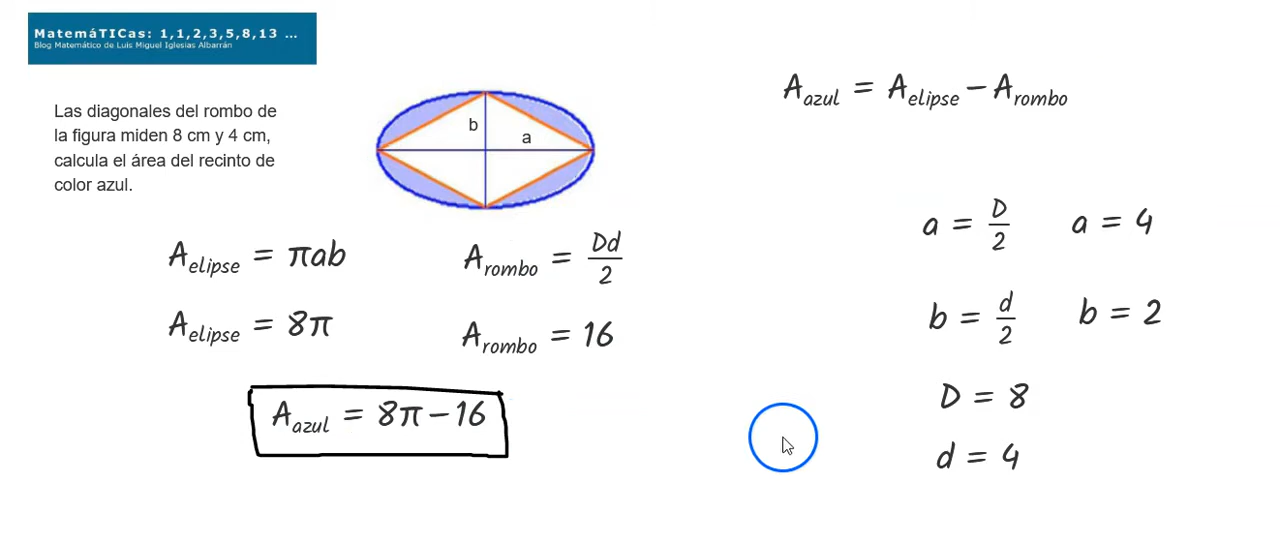 MatemáTICas: 1,1,2,3,5,8,13 ...
Blog Matemático de Luis Miguel Iglesias Albarrán
Las diagonales del rombo de
la figura miden 8 cm y 4 cm,
calcula el área del recinto de
color azul.
b
a
A_azul = A_elipse − A_rombo
A_elipse = πab
A_rombo = Dd/2
A_elipse = 8π
A_rombo = 16
A_azul = 8π − 16
a = D/2 a = 4
b = d/2 b = 2
D = 8
d = 4